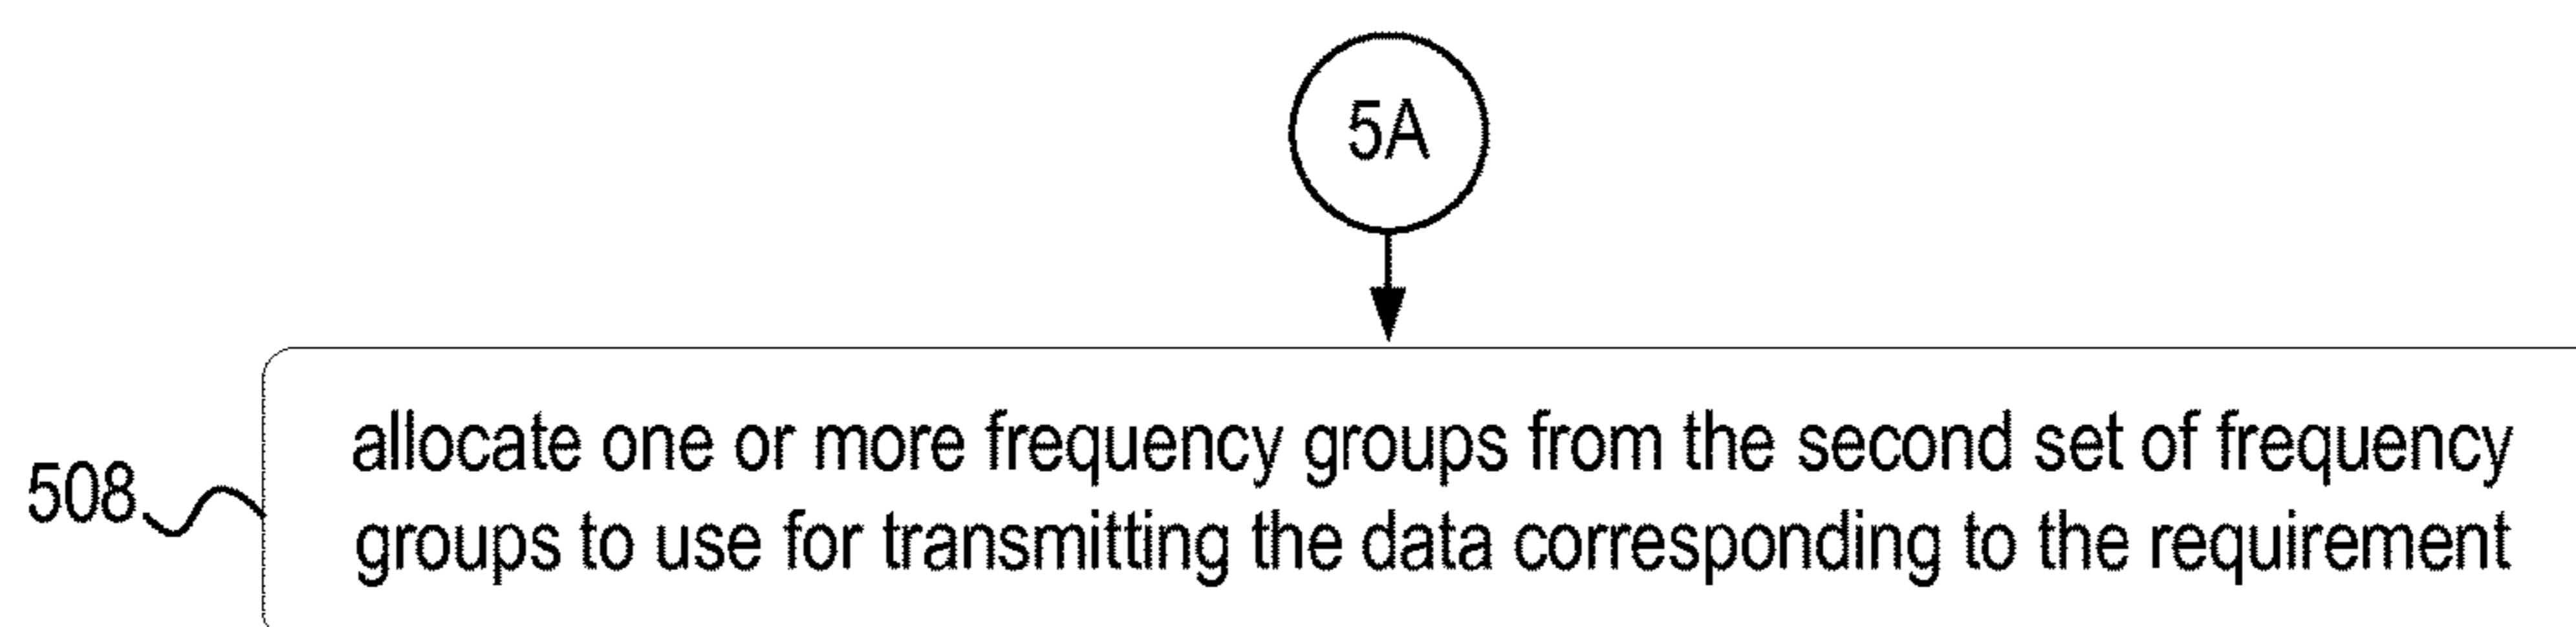 5A
allocate one or more frequency groups from the second set of frequency
508 groups to use for transmitting the data corresponding to the requirement